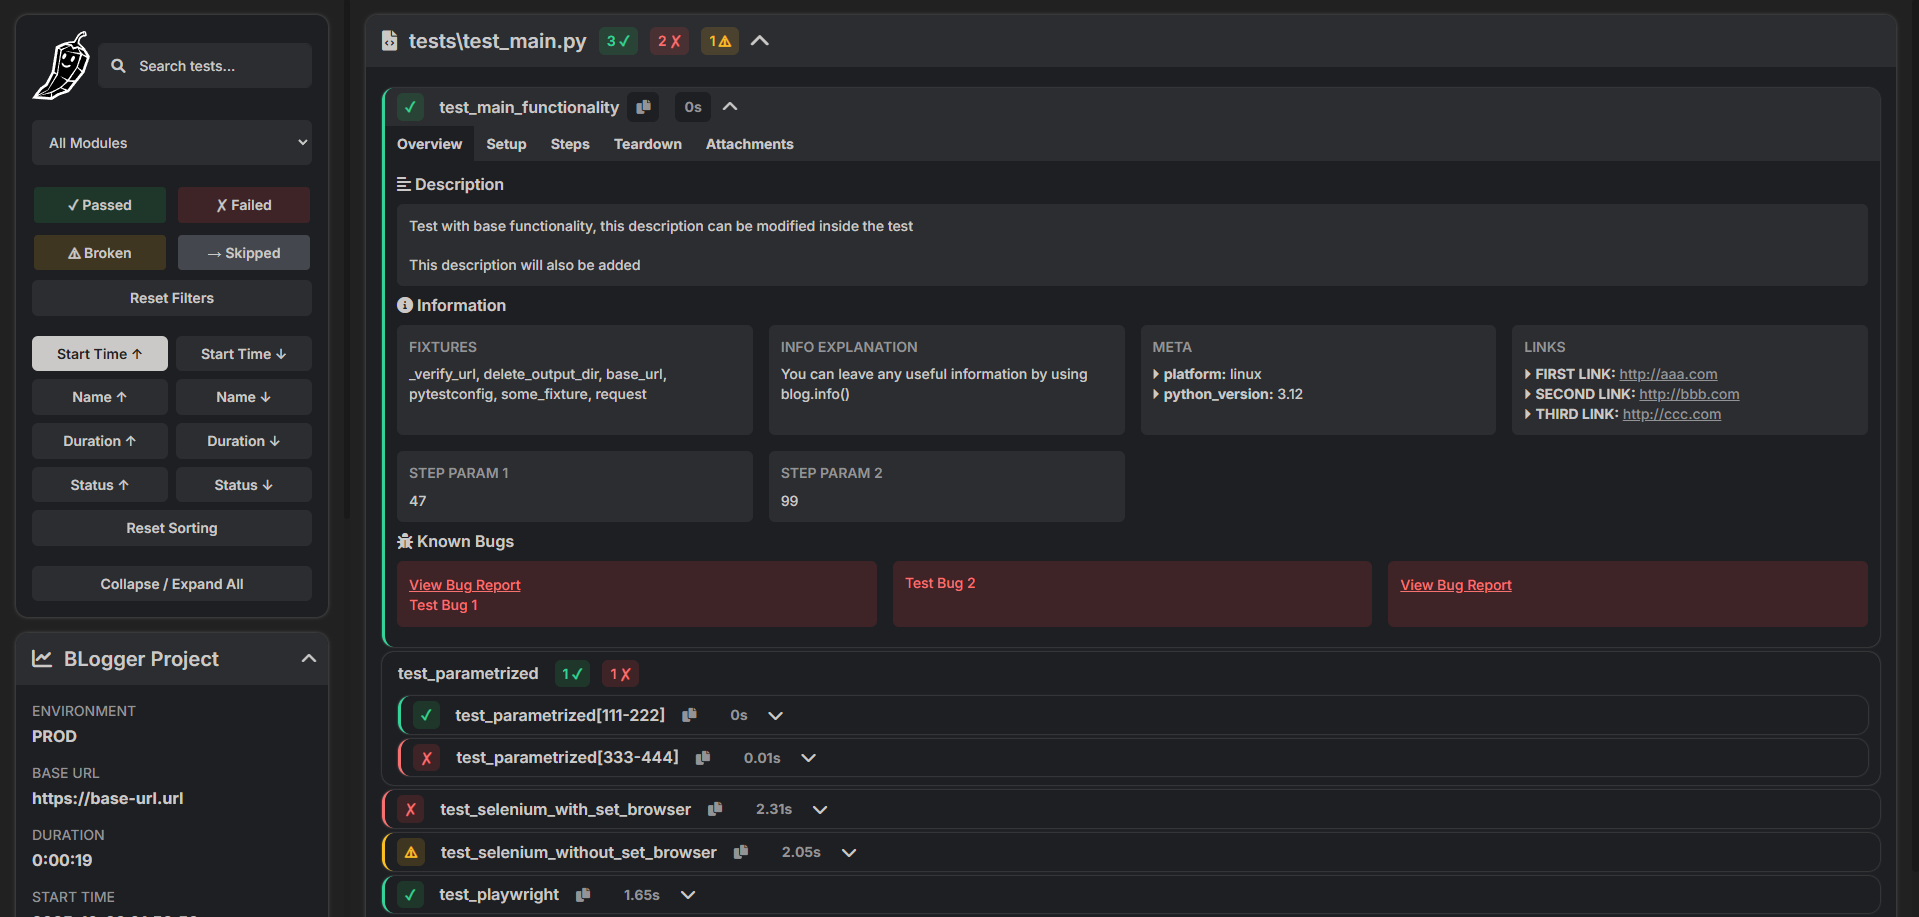 Search tests...
All Modules
✓ Passed
✗ Failed
⚠ Broken
→ Skipped
Reset Filters
Start Time ↑
Start Time ↓
Name ↑
Name ↓
Duration ↑
Duration ↓
Status ↑
Status ↓
Reset Sorting
Collapse / Expand All
BLogger Project
ENVIRONMENT
PROD
BASE URL
https://base-url.url
DURATION
0:00:19
START TIME
tests\test_main.py 3 ✓ 2 ✗ 1 ⚠
✓ test_main_functionality 0s
Overview Setup Steps Teardown Attachments
Description
Test with base functionality, this description can be modified inside the test
This description will also be added
Information
FIXTURES
_verify_url, delete_output_dir, base_url,
pytestconfig, some_fixture, request
INFO EXPLANATION
You can leave any useful information by using
blog.info()
META
platform: linux
python_version: 3.12
LINKS
FIRST LINK: http://aaa.com
SECOND LINK: http://bbb.com
THIRD LINK: http://ccc.com
STEP PARAM 1
47
STEP PARAM 2
99
Known Bugs
View Bug Report
Test Bug 1
Test Bug 2
View Bug Report
test_parametrized 1 ✓ 1 ✗
✓ test_parametrized[111-222] 0s
✗ test_parametrized[333-444] 0.01s
✗ test_selenium_with_set_browser 2.31s
⚠ test_selenium_without_set_browser 2.05s
✓ test_playwright 1.65s